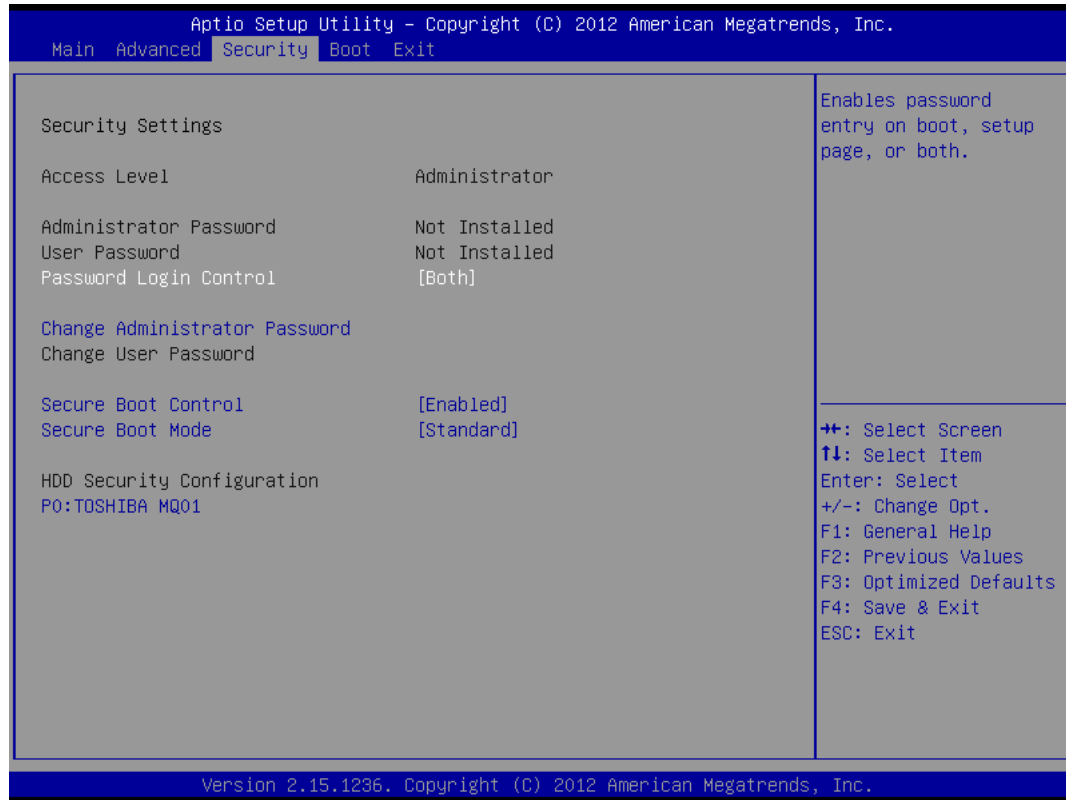 Aptio Setup Utility – Copyright (C) 2012 American Megatrends, Inc.
Main Advanced Security Boot Exit
Security Settings
Access Level Administrator
Administrator Password Not Installed
User Password Not Installed
Password Login Control [Both]
Change Administrator Password
Change User Password
Secure Boot Control [Enabled]
Secure Boot Mode [Standard]
HDD Security Configuration
P0:TOSHIBA MQ01
Enables password
entry on boot, setup
page, or both.
→←: Select Screen
↑↓: Select Item
Enter: Select
+/-: Change Opt.
F1: General Help
F2: Previous Values
F3: Optimized Defaults
F4: Save & Exit
ESC: Exit
Version 2.15.1236. Copyright (C) 2012 American Megatrends, Inc.